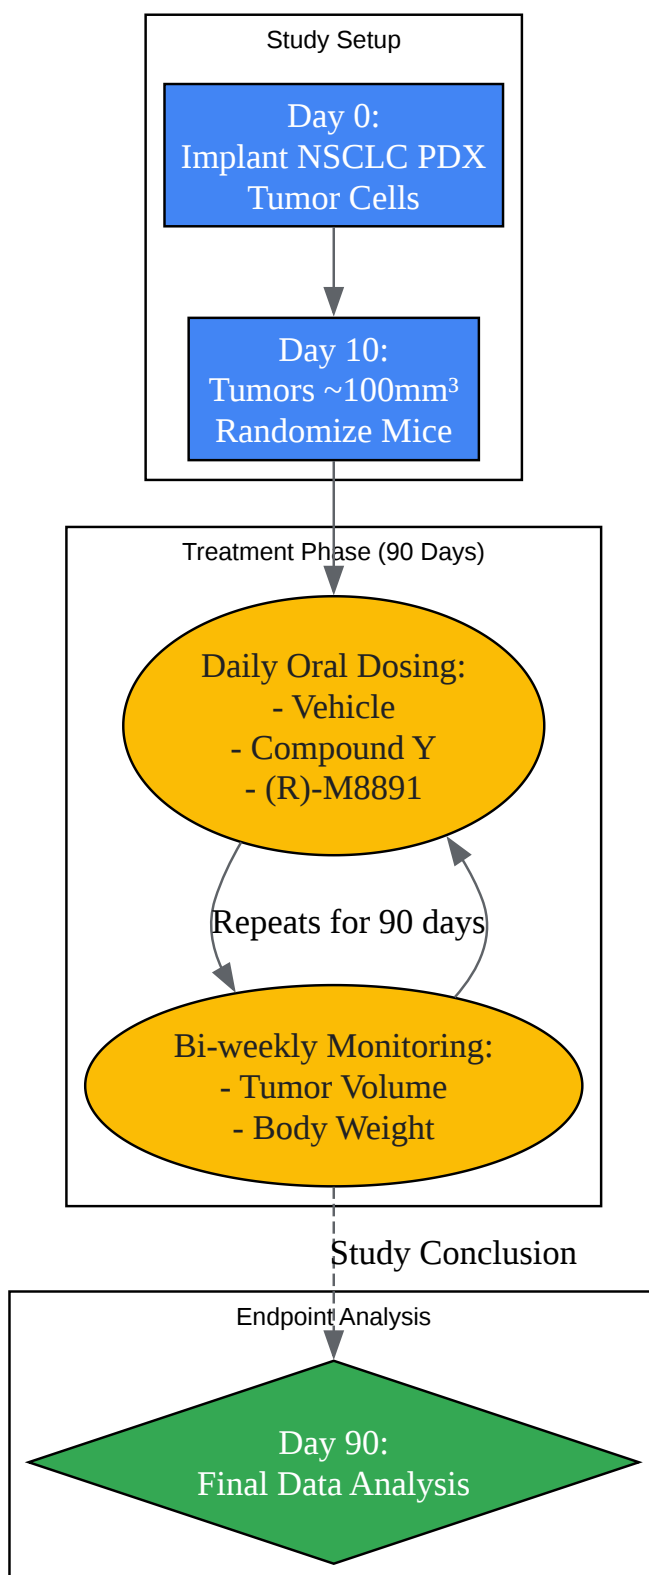 Study Setup
Day 0:
Implant NSCLC PDX
Tumor Cells
Day 10:
Tumors ~100mm³
Randomize Mice
Treatment Phase (90 Days)
Daily Oral Dosing:
- Vehicle
- Compound Y
- (R)-M8891
Repeats for 90 days
Bi-weekly Monitoring:
- Tumor Volume
- Body Weight
Study Conclusion
Endpoint Analysis
Day 90:
Final Data Analysis